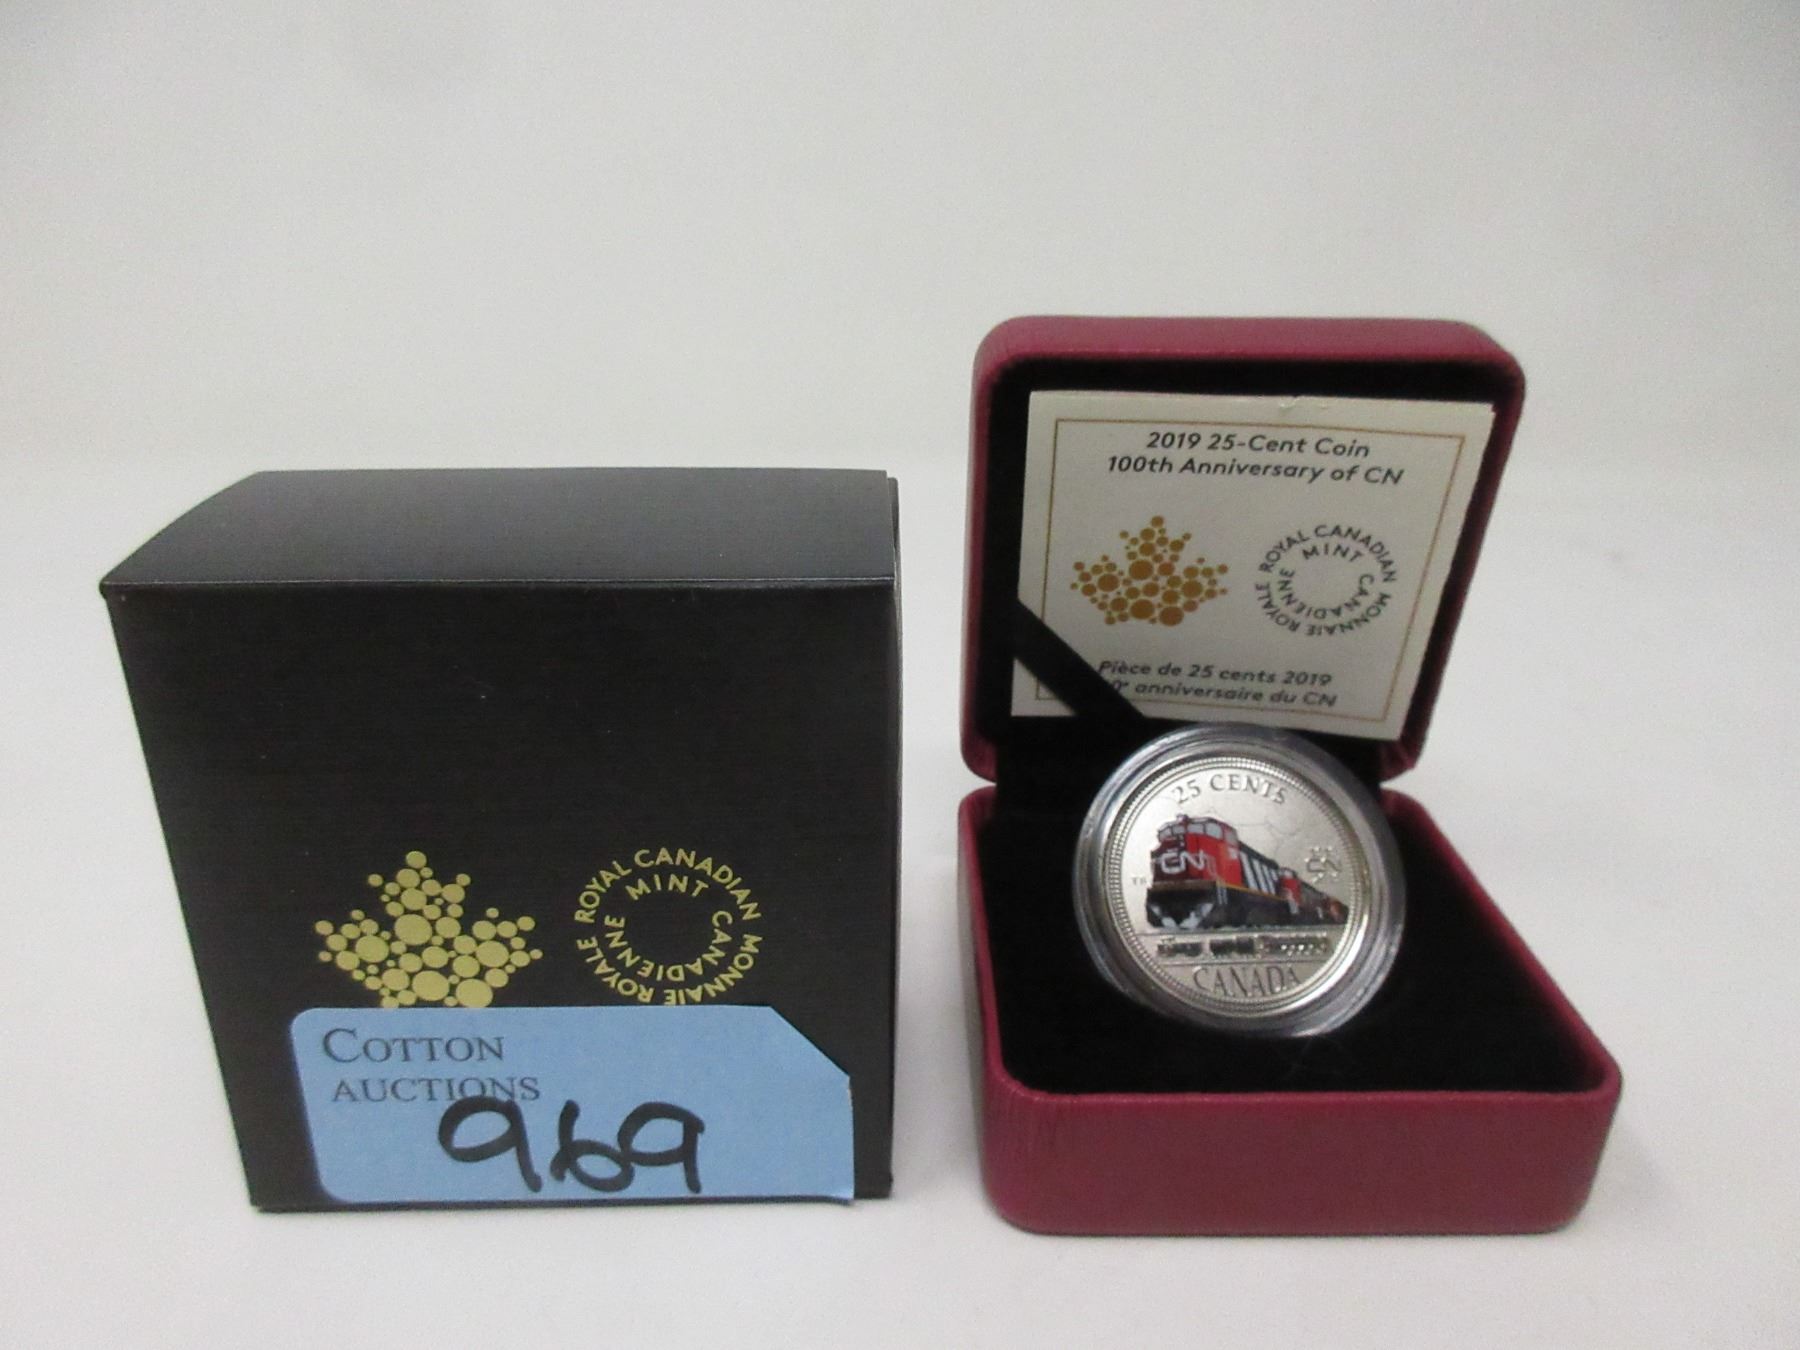 ROYAL CANADIAN MINT
MONNAIE ROYALE CANADIENNE
COTTON
AUCTIONS
969
2019 25-Cent Coin
100th Anniversary of CN
ROYAL CANADIAN MINT
MONNAIE ROYALE CANADIENNE
Pièce de 25 cents 2019
anniversaire du CN
25 CENTS
CN
CN
CANADA